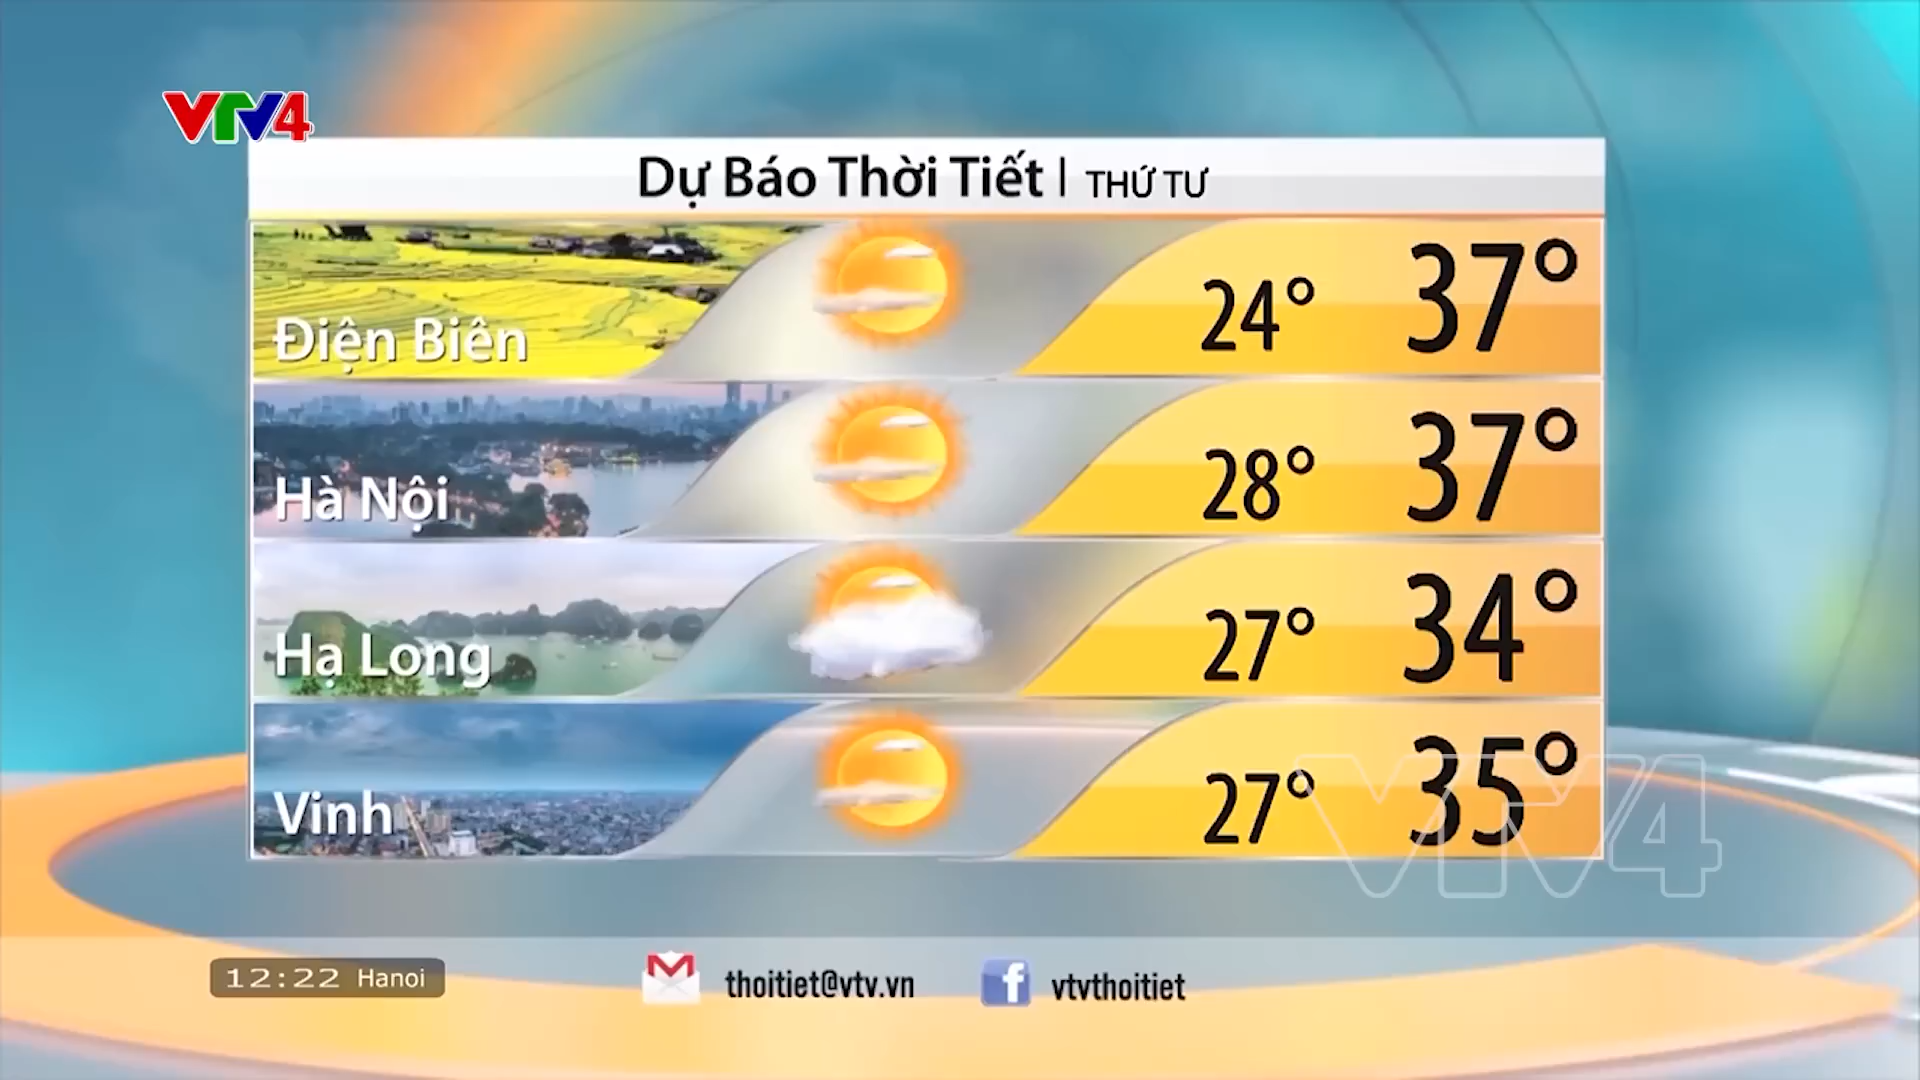 VTV4
Dự Báo Thời Tiết | THỨ TƯ
Điện Biên 24° 37°
Hà Nội 28° 37°
Hạ Long 27° 34°
Vinh 27° 35°
VTV4
12:22 Hanoi thoitiet@vtv.vn f vtvthoitiet